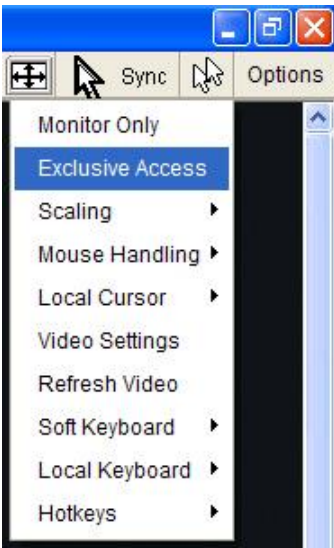 Sync Options
Monitor Only
Exclusive Access
Scaling
Mouse Handling
Local Cursor
Video Settings
Refresh Video
Soft Keyboard
Local Keyboard
Hotkeys